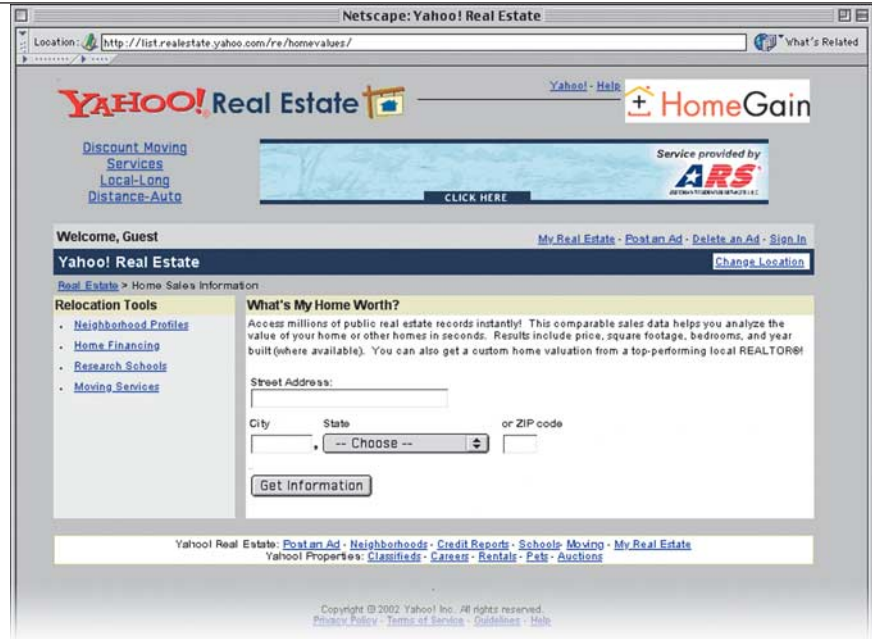 Netscape: Yahoo! Real Estate
Location: http://list.realestate.yahoo.com/re/homevalues/
What's Related
YAHOO! Real Estate
Yahoo! - Help
HomeGain
Discount Moving
Services
Local-Long
Distance-Auto
Service provided by
ARS
CLICK HERE
Welcome, Guest
My Real Estate - Post an Ad - Delete an Ad - Sign In
Yahoo! Real Estate
Change Location
Real Estate > Home Sales Information
Relocation Tools
. Neighborhood Profiles
. Home Financing
. Research Schools
. Moving Services
What's My Home Worth?
Access millions of public real estate records instantly! This comparable sales data helps you analyze the
value of your home or other homes in seconds. Results include price, square footage, bedrooms, and year
built (where available). You can also get a custom home valuation from a top-performing local REALTOR®!
Street Address:
City State or ZIP code
, -- Choose --
Get Information
Yahoo! Real Estate: Post an Ad - Neighborhoods - Credit Reports - Schools- Moving - My Real Estate
Yahoo! Properties: Classifieds - Careers - Rentals - Pets - Auctions
Copyright © 2002 Yahoo! Inc. All rights reserved.
Privacy Policy - Terms of Service - Guidelines - Help